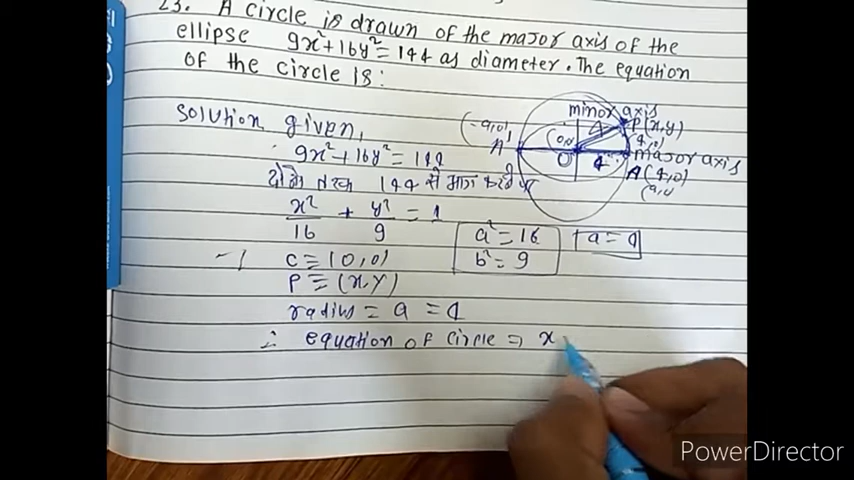 23. A circle is drawn of the major axis of the
ellipse 9x²+16y²=144 as diameter. The equation
of the circle is:
Solution given,
9x²+16y²=144
दोनो तरफ 144 से भाग
x²/16 + y²/9 = 1
a²=16
b²=9
a=4
C≡(0,0)
P≡(x,y)
radius = a = 4
∴ equation of circle ⇒ x
minor axis
P(x,y)
(-a,0)
A'
(0,0)
O
4
(4,0)
major axis
A(4,0)
(a,0
PowerDirector